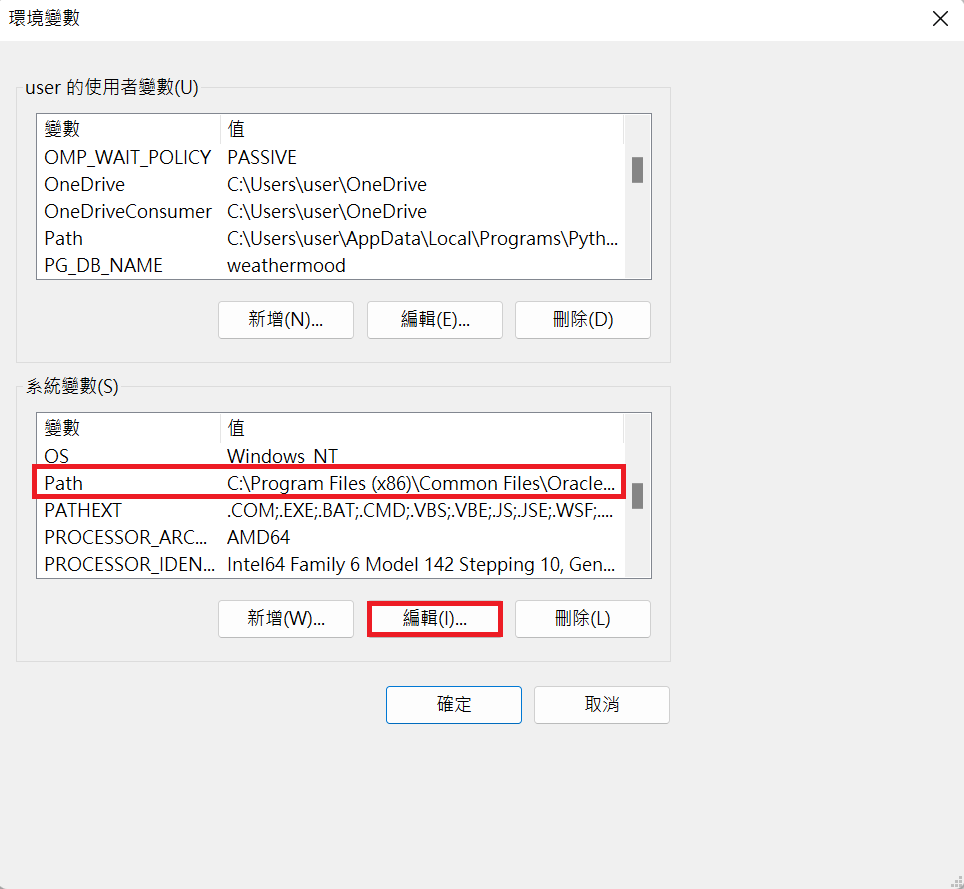 環境變數
user 的使用者變數(U)
變數 值
OMP_WAIT_POLICY PASSIVE
OneDrive C:\Users\user\OneDrive
OneDriveConsumer C:\Users\user\OneDrive
Path C:\Users\user\AppData\Local\Programs\Pyth...
PG_DB_NAME weathermood
新增(N)... 編輯(E)... 刪除(D)
系統變數(S)
變數 值
OS Windows_NT
Path C:\Program Files (x86)\Common Files\Oracle...
PATHEXT .COM;.EXE;.BAT;.CMD;.VBS;.VBE;.JS;.JSE;.WSF;....
PROCESSOR_ARC... AMD64
PROCESSOR_IDEN... Intel64 Family 6 Model 142 Stepping 10, Gen...
新增(W)... 編輯(I)... 刪除(L)
確定 取消